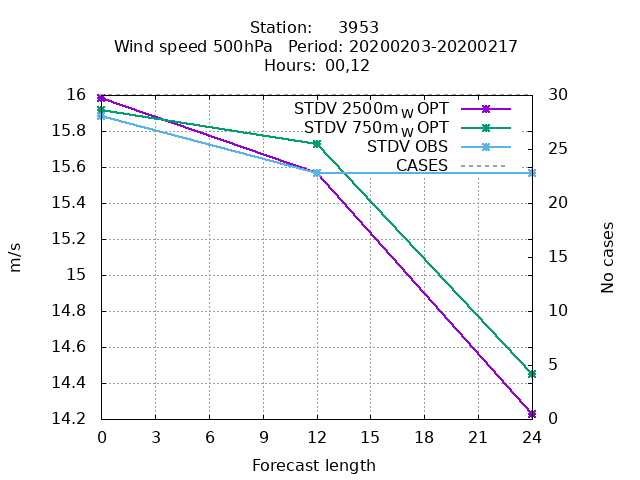 Station: 3953
Wind speed 500hPa Period: 20200203-20200217
Hours: 00,12
STDV 2500m W OPT
STDV 750m W OPT
STDV OBS
CASES
16
15.8
15.6
15.4
15.2
15
14.8
14.6
14.4
14.2
m/s
30
25
20
15
10
5
0
No cases
0 3 6 9 12 15 18 21 24
Forecast length